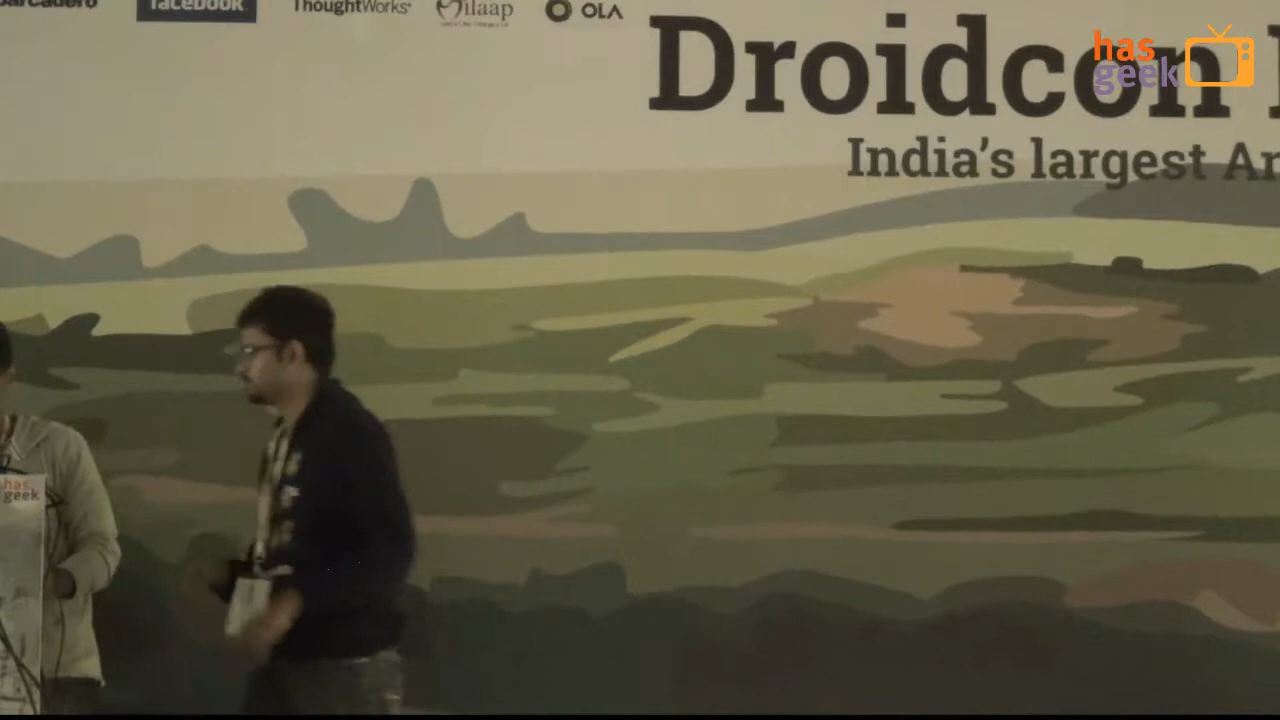 facebook
ThoughtWorks
milaap
OLA
Droidcon
India's largest
has
geek
has
geek